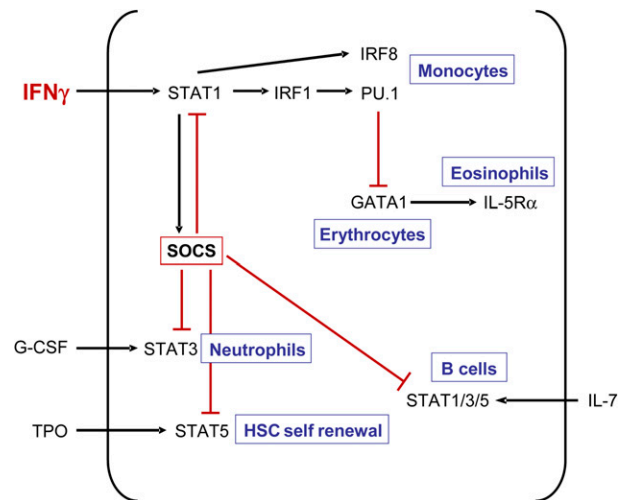 IRF8
Monocytes
IFNγ STAT1 IRF1 PU.1
Eosinophils
GATA1 IL-5Rα
Erythrocytes
SOCS
G-CSF STAT3 Neutrophils
B cells
STAT1/3/5 IL-7
TPO STAT5 HSC self renewal